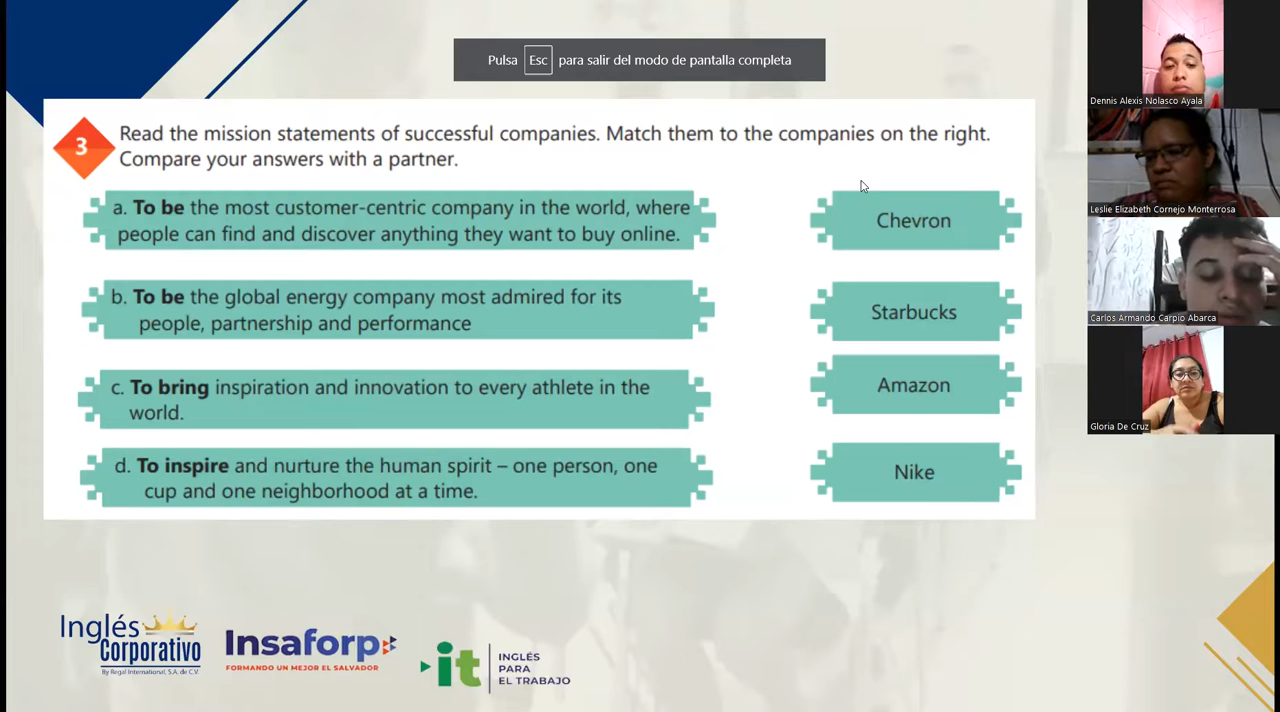 Pulsa Esc para salir del modo de pantalla completa
3
Read the mission statements of successful companies. Match them to the companies on the right.
Compare your answers with a partner.
a. To be the most customer-centric company in the world, where
people can find and discover anything they want to buy online.
Chevron
b. To be the global energy company most admired for its
people, partnership and performance
Starbucks
c. To bring inspiration and innovation to every athlete in the
world.
Amazon
d. To inspire and nurture the human spirit – one person, one
cup and one neighborhood at a time.
Nike
Dennis Alexis Nolasco Ayala
Leslie Elizabeth Cornejo Monterrosa
Carlos Armando Carpio Abarca
Gloria De Cruz
Inglés
Corporativo
By Regal International, S.A. de C.V.
Insaforp
FORMANDO UN MEJOR EL SALVADOR
it
INGLÉS
PARA
EL TRABAJO